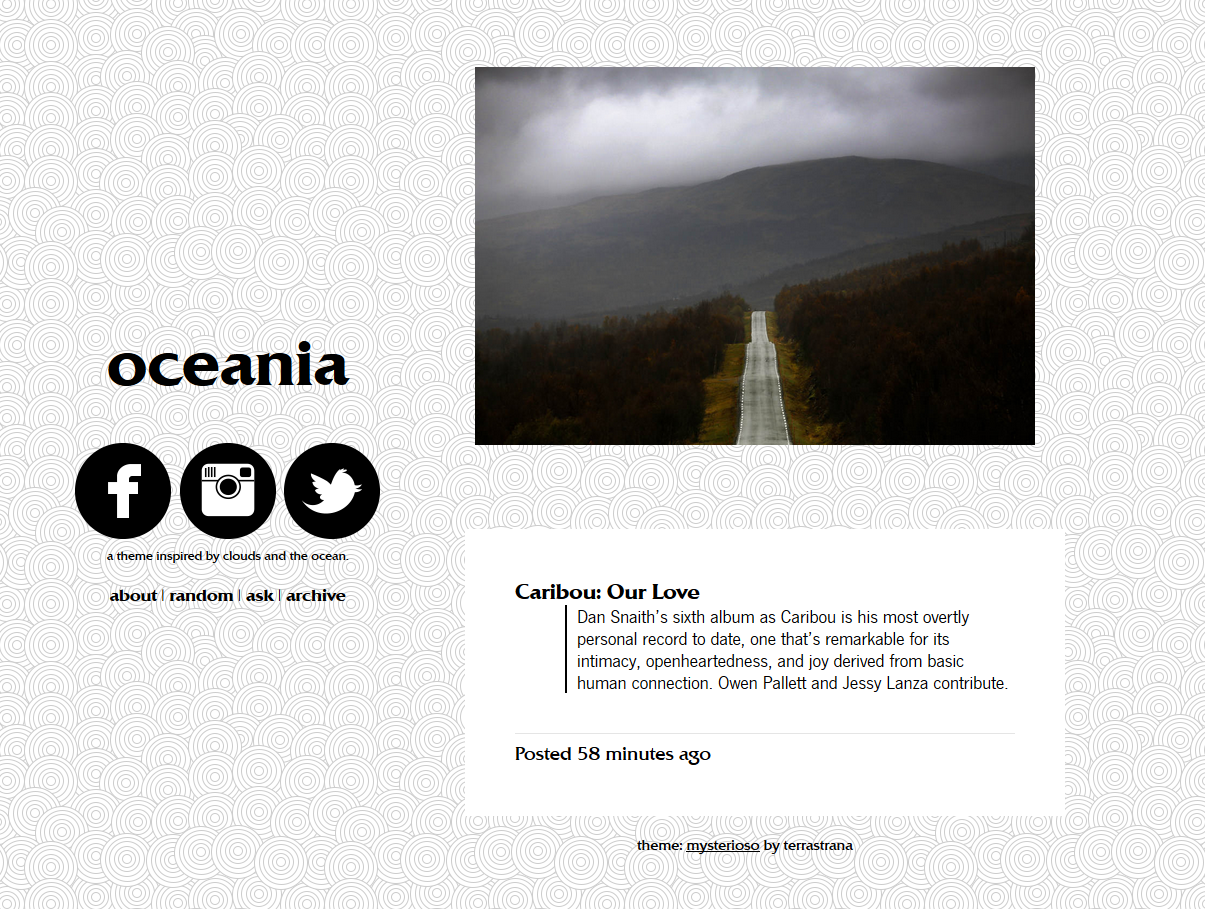 oceania
a theme inspired by clouds and the ocean.
about | random | ask | archive
Caribou: Our Love
Dan Snaith’s sixth album as Caribou is his most overtly
personal record to date, one that’s remarkable for its
intimacy, openheartedness, and joy derived from basic
human connection. Owen Pallett and Jessy Lanza contribute.
Posted 58 minutes ago
theme: mysterioso by terrastrana